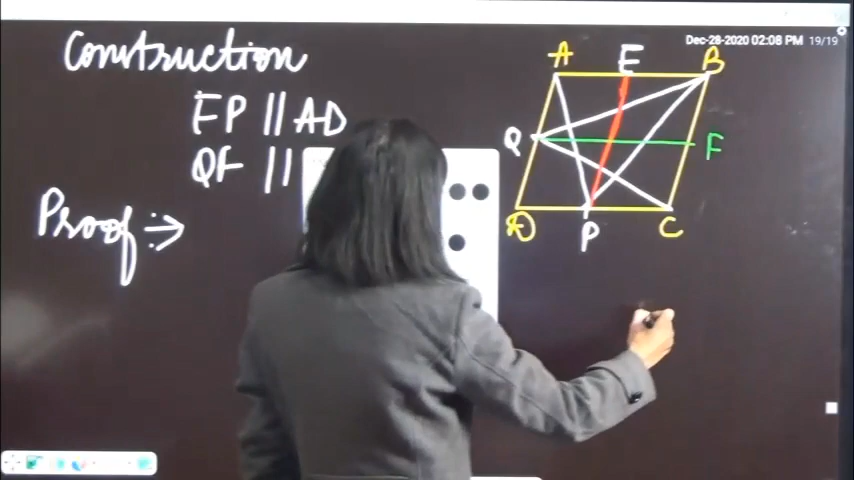 Dec-28-2020 02:08 PM 19/19
Construction
EP || AD
QF ||
Proof :→
A E B
Q F
D P C